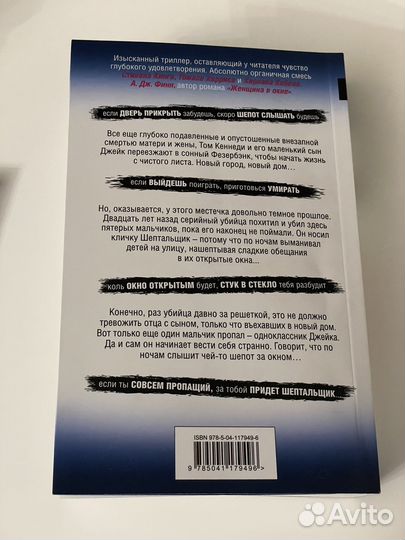 Изысканный триллер, оставляющий у читателя чувство
глубокого удовлетворения. Абсолютно органичная смесь
Стивена Кинга, Томаса Харриса и Харлана Кобена.
А. Дж. Финн, автор романа «Женщина в окне»
если ДВЕРЬ ПРИКРЫТЬ забудешь, скоро ШЕПОТ СЛЫШАТЬ будешь
Все еще глубоко подавленные и опустошенные внезапной
смертью матери и жены, Том Кеннеди и его маленький сын
Джейк переезжают в сонный Фезербэнк, чтобы начать жизнь
с чистого листа. Новый город, новый дом...
если ВЫЙДЕШЬ поиграть, приготовься УМИРАТЬ
Но, оказывается, у этого местечка довольно темное прошлое.
Двадцать лет назад серийный убийца похитил и убил здесь
пятерых мальчиков, пока его наконец не поймали. Он носил
кличку Шептальщик – потому что по ночам выманивал
детей на улицу, нашептывая сладкие обещания
в их открытые окна...
коль ОКНО ОТКРЫТЫМ будет, СТУК В СТЕКЛО тебя разбудит
Конечно, раз убийца давно за решеткой, это не должно
тревожить отца с сыном, только что въехавших в новый дом.
Вот только еще один мальчик пропал – одноклассник Джейка.
Да и сам он начинает вести себя странно. Говорит, что по
ночам слышит чей-то шепот за окном...
если ты СОВСЕМ ПРОПАЩИЙ, за тобой ПРИДЕТ ШЕПТАЛЬЩИК
ISBN 978-5-04-117949-6
9 785041 179496 >
Avito